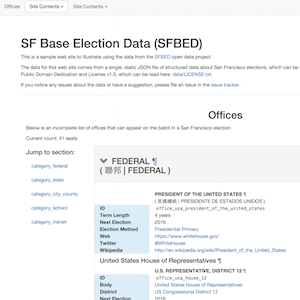 Offices Site Contents Site Contents
SF Base Election Data (SFBED)
This is a sample web site to illustrate using the data from the SFBED open data project.
The data for this web site comes from a single, static JSON file of structured data about San Francisco elections, which can be
Public Domain Dedication and License v1.0, which can be read here: data/LICENSE.txt.
If you notice any issues about the data or have a suggestion, please file an issue in the issue tracker.
Offices
Below is an incomplete list of offices that can appear on the ballot in a San Francisco election.
Current count: 41 seats
Jump to section:
category_federal
category_state
category_city_county
category_school
category_transit
FEDERAL ¶
( 聯邦 | FEDERAL )
PRESIDENT OF THE UNITED STATES ¶
( 美國總統 | PRESIDENTE DE ESTADOS UNIDOS )
ID office_usa_president_of_the_united_states
Term Length 4 years
Next Election 2016
Election Method Presidential Primary
Web https://www.whitehouse.gov/
Twitter @WhiteHouse
Wikipedia http://en.wikipedia.org/wiki/President_of_the_United_States
United States House of Representatives ¶
U.S. REPRESENTATIVE, DISTRICT 12 ¶
ID office_usa_house_12
Body United States House of Representatives
District US Congressional District 12
Next Election 2016